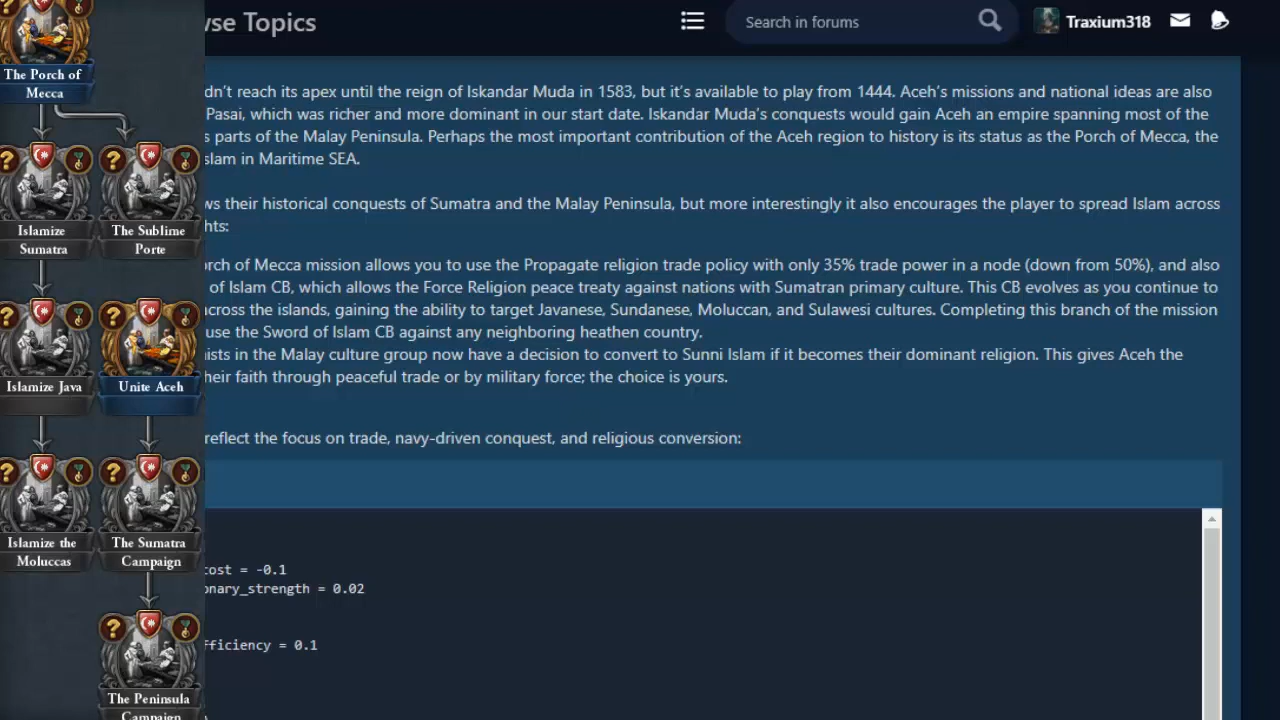 wse Topics
Search in forums
Traxium318
The Porch of
Mecca
Islamize
Sumatra
The Sublime
Porte
Islamize Java
Unite Aceh
Islamize the
Moluccas
The Sumatra
Campaign
The Peninsula
Campaign
dn't reach its apex until the reign of Iskandar Muda in 1583, but it's available to play from 1444. Aceh's missions and national ideas are also
Pasai, which was richer and more dominant in our start date. Iskandar Muda's conquests would gain Aceh an empire spanning most of the
s parts of the Malay Peninsula. Perhaps the most important contribution of the Aceh region to history is its status as the Porch of Mecca, the
slam in Maritime SEA.
ws their historical conquests of Sumatra and the Malay Peninsula, but more interestingly it also encourages the player to spread Islam across
hts:
orch of Mecca mission allows you to use the Propagate religion trade policy with only 35% trade power in a node (down from 50%), and also
of Islam CB, which allows the Force Religion peace treaty against nations with Sumatran primary culture. This CB evolves as you continue to
across the islands, gaining the ability to target Javanese, Sundanese, Moluccan, and Sulawesi cultures. Completing this branch of the mission
use the Sword of Islam CB against any neighboring heathen country.
ists in the Malay culture group now have a decision to convert to Sunni Islam if it becomes their dominant religion. This gives Aceh the
heir faith through peaceful trade or by military force; the choice is yours.
reflect the focus on trade, navy-driven conquest, and religious conversion:
cost = -0.1
onary_strength = 0.02
fficiency = 0.1